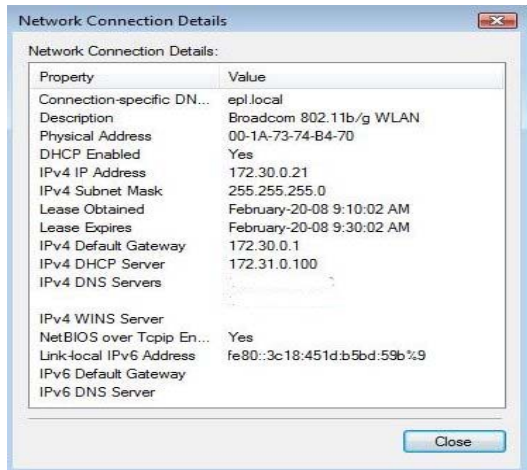 Network Connection Details
Network Connection Details:
Property Value
Connection-specific DN... epl.local
Description Broadcom 802.11b/g WLAN
Physical Address 00-1A-73-74-B4-70
DHCP Enabled Yes
IPv4 IP Address 172.30.0.21
IPv4 Subnet Mask 255.255.255.0
Lease Obtained February-20-08 9:10:02 AM
Lease Expires February-20-08 9:30:02 AM
IPv4 Default Gateway 172.30.0.1
IPv4 DHCP Server 172.31.0.100
IPv4 DNS Servers
IPv4 WINS Server
NetBIOS over Tcpip En... Yes
Link-local IPv6 Address fe80::3c18:451d:b5bd:59b%9
IPv6 Default Gateway
IPv6 DNS Server
Close